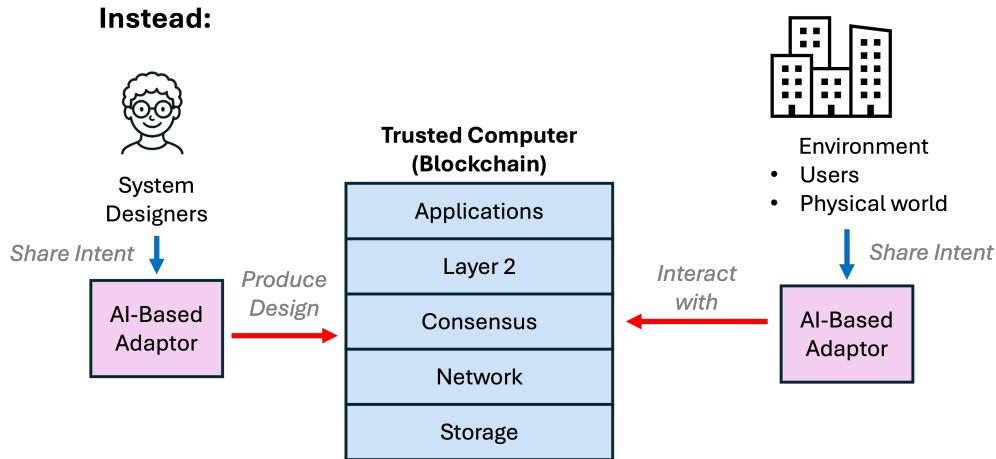 Instead:
System
Designers
Share Intent
AI-Based
Adaptor
Produce
Design
Trusted Computer
(Blockchain)
Applications
Layer 2
Consensus
Network
Storage
Environment
• Users
• Physical world
Share Intent
Interact
with
AI-Based
Adaptor